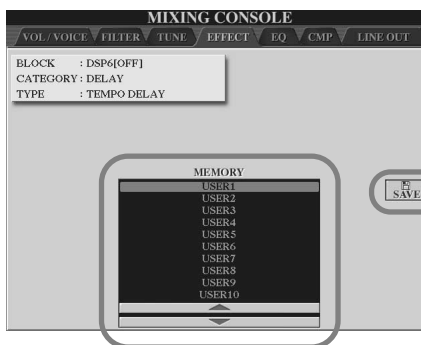 MIXING CONSOLE
VOL / VOICE FILTER TUNE EFFECT EQ CMP LINE OUT
BLOCK : DSP6[OFF]
CATEGORY : DELAY
TYPE : TEMPO DELAY
MEMORY
USER1
USER2
USER3
USER4
USER5
USER6
USER7
USER8
USER9
USER10
SAVE